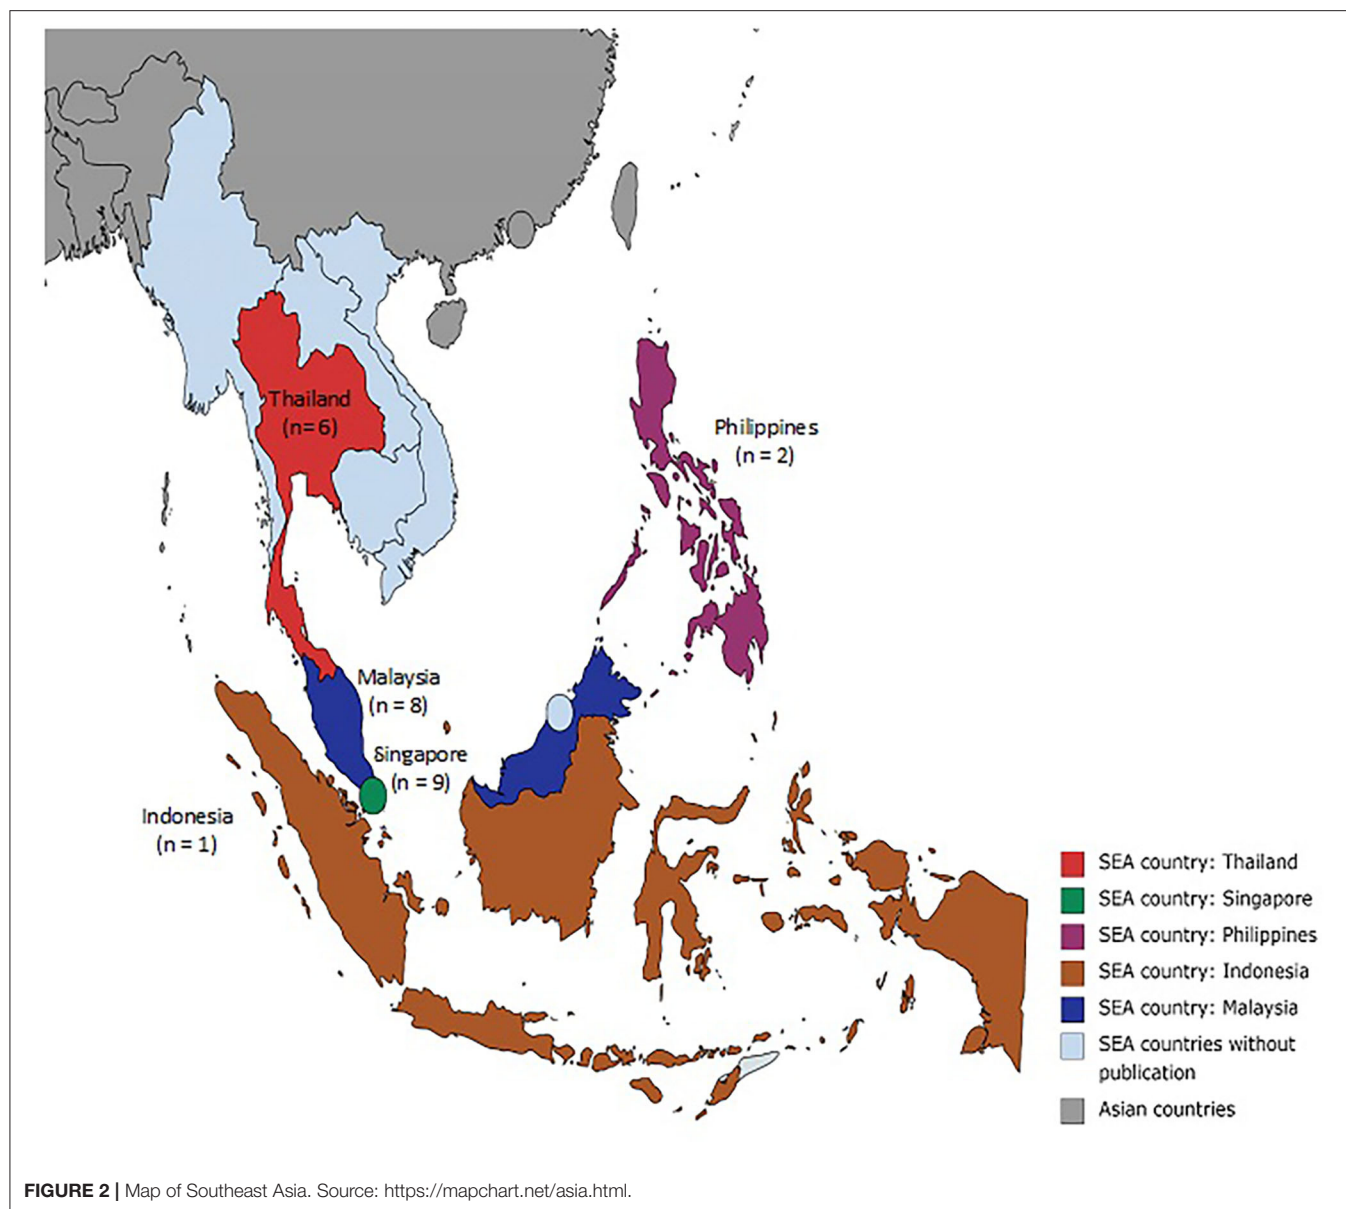 Thailand
(n= 6)
Philippines
(n = 2)
Malaysia
(n = 8)
Singapore
(n = 9)
Indonesia
(n = 1)
SEA country: Thailand
SEA country: Singapore
SEA country: Philippines
SEA country: Indonesia
SEA country: Malaysia
SEA countries without
publication
Asian countries
FIGURE 2 | Map of Southeast Asia. Source: https://mapchart.net/asia.html.